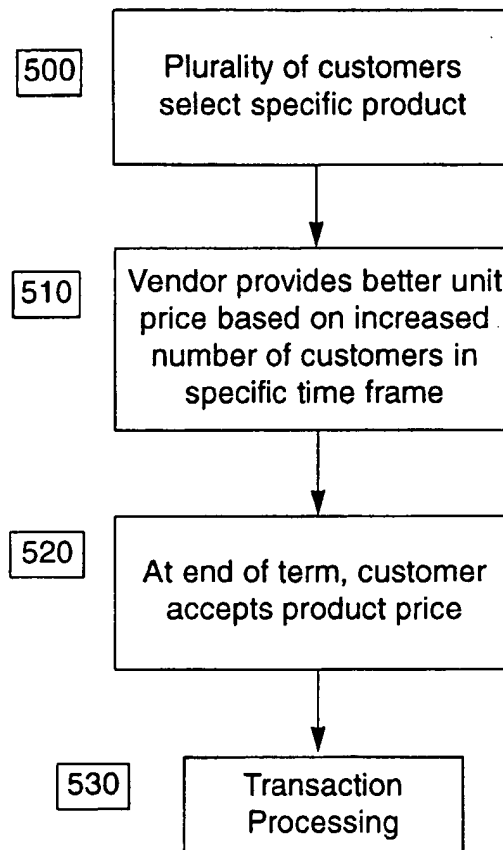 500
Plurality of customers
select specific product
510
Vendor provides better unit
price based on increased
number of customers in
specific time frame
520
At end of term, customer
accepts product price
530
Transaction
Processing